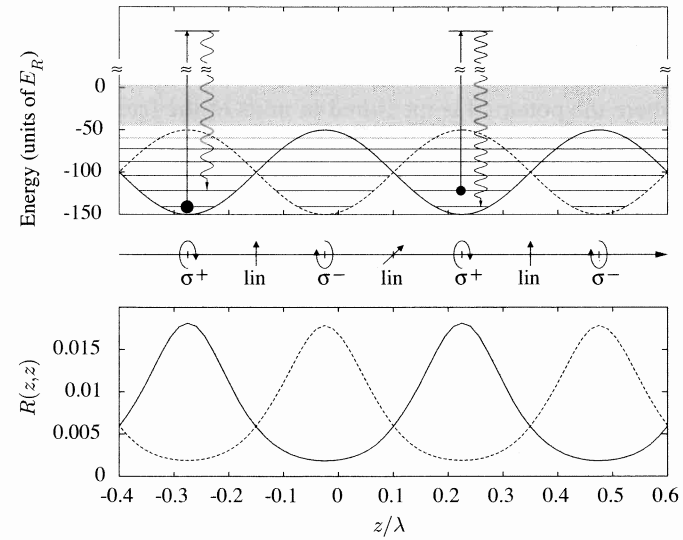 Energy (units of E_R)
0
-50
-100
-150
≈ ≈ ≈ ≈ ≈ ≈
σ+ lin σ− lin σ+ lin σ−
R(z,z)
0.015
0.01
0.005
0
-0.4 -0.3 -0.2 -0.1 0 0.1 0.2 0.3 0.4 0.5 0.6
z/λ